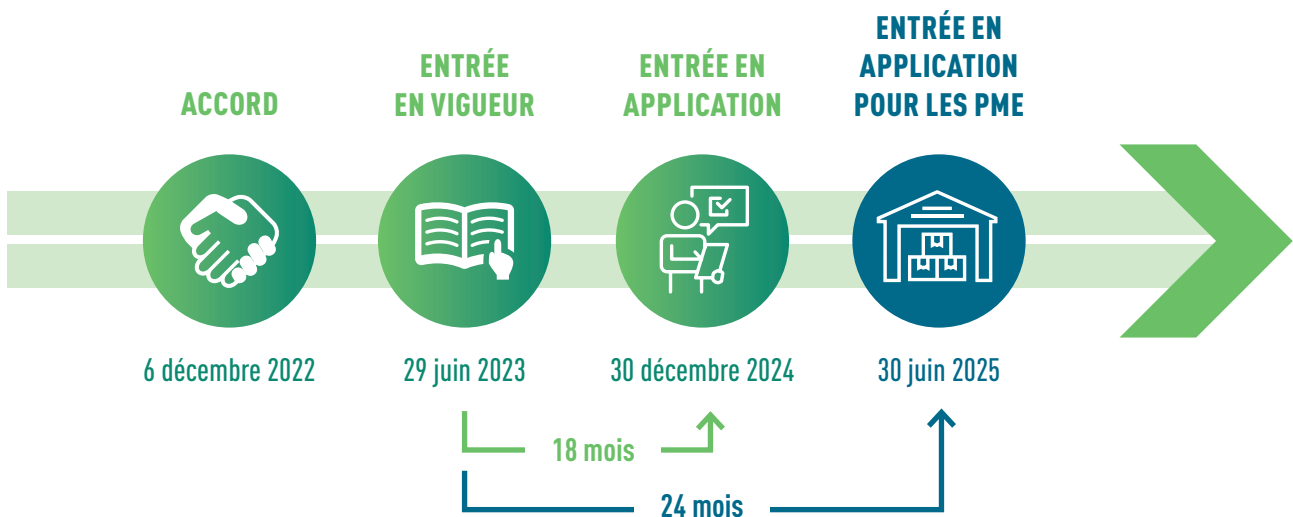 ACCORD
ENTRÉE
EN VIGUEUR
ENTRÉE EN
APPLICATION
ENTRÉE EN
APPLICATION
POUR LES PME
6 décembre 2022
29 juin 2023
30 décembre 2024
30 juin 2025
18 mois
24 mois